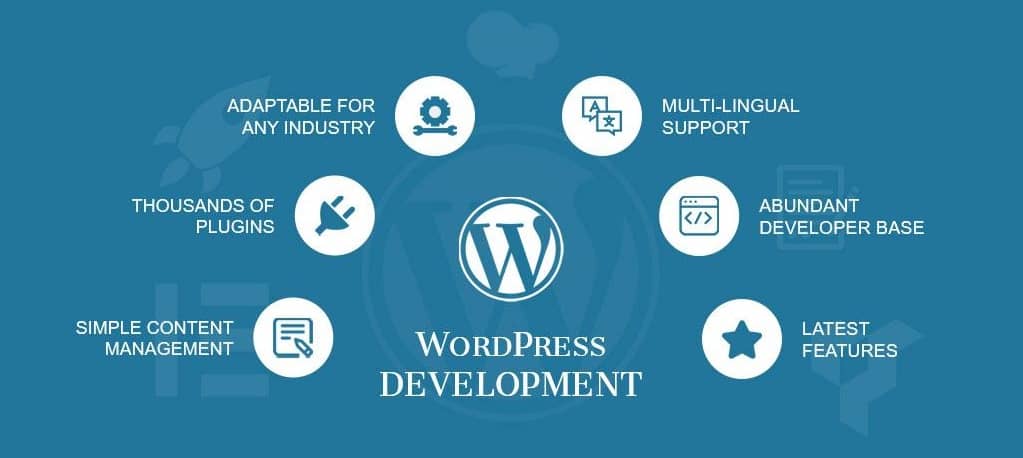 ADAPTABLE FOR
ANY INDUSTRY
MULTI-LINGUAL
SUPPORT
THOUSANDS OF
PLUGINS
ABUNDANT
DEVELOPER BASE
SIMPLE CONTENT
MANAGEMENT
LATEST
FEATURES
WORDPRESS
DEVELOPMENT